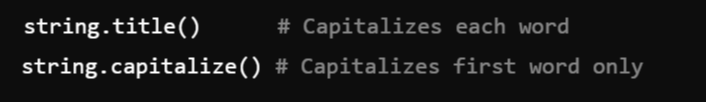 string.title()      # Capitalizes each word
string.capitalize() # Capitalizes first word only